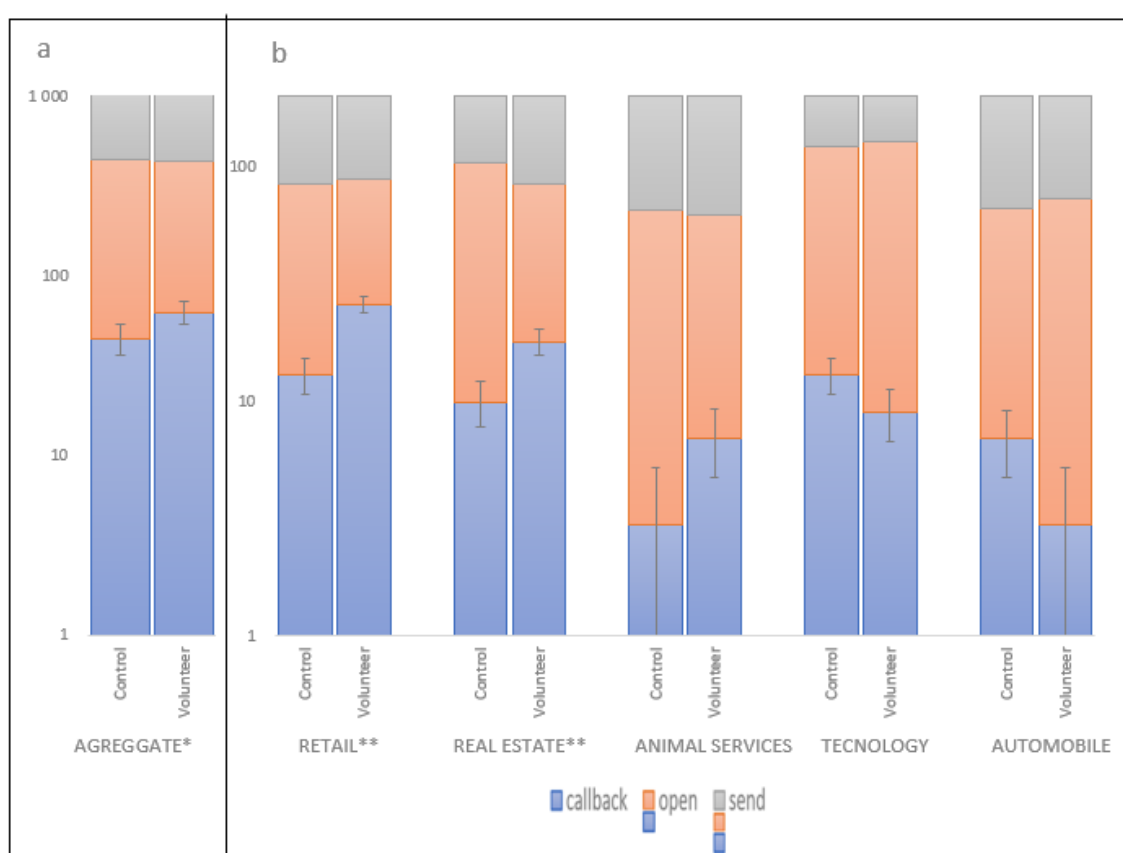 a
b
1 000
100
10
1
100
10
1
Control
Volunteer
Control
Volunteer
Control
Volunteer
Control
Volunteer
Control
Volunteer
Control
Volunteer
AGREGGATE*
RETAIL**
REAL ESTATE**
ANIMAL SERVICES
TECNOLOGY
AUTOMOBILE
callback
open
send